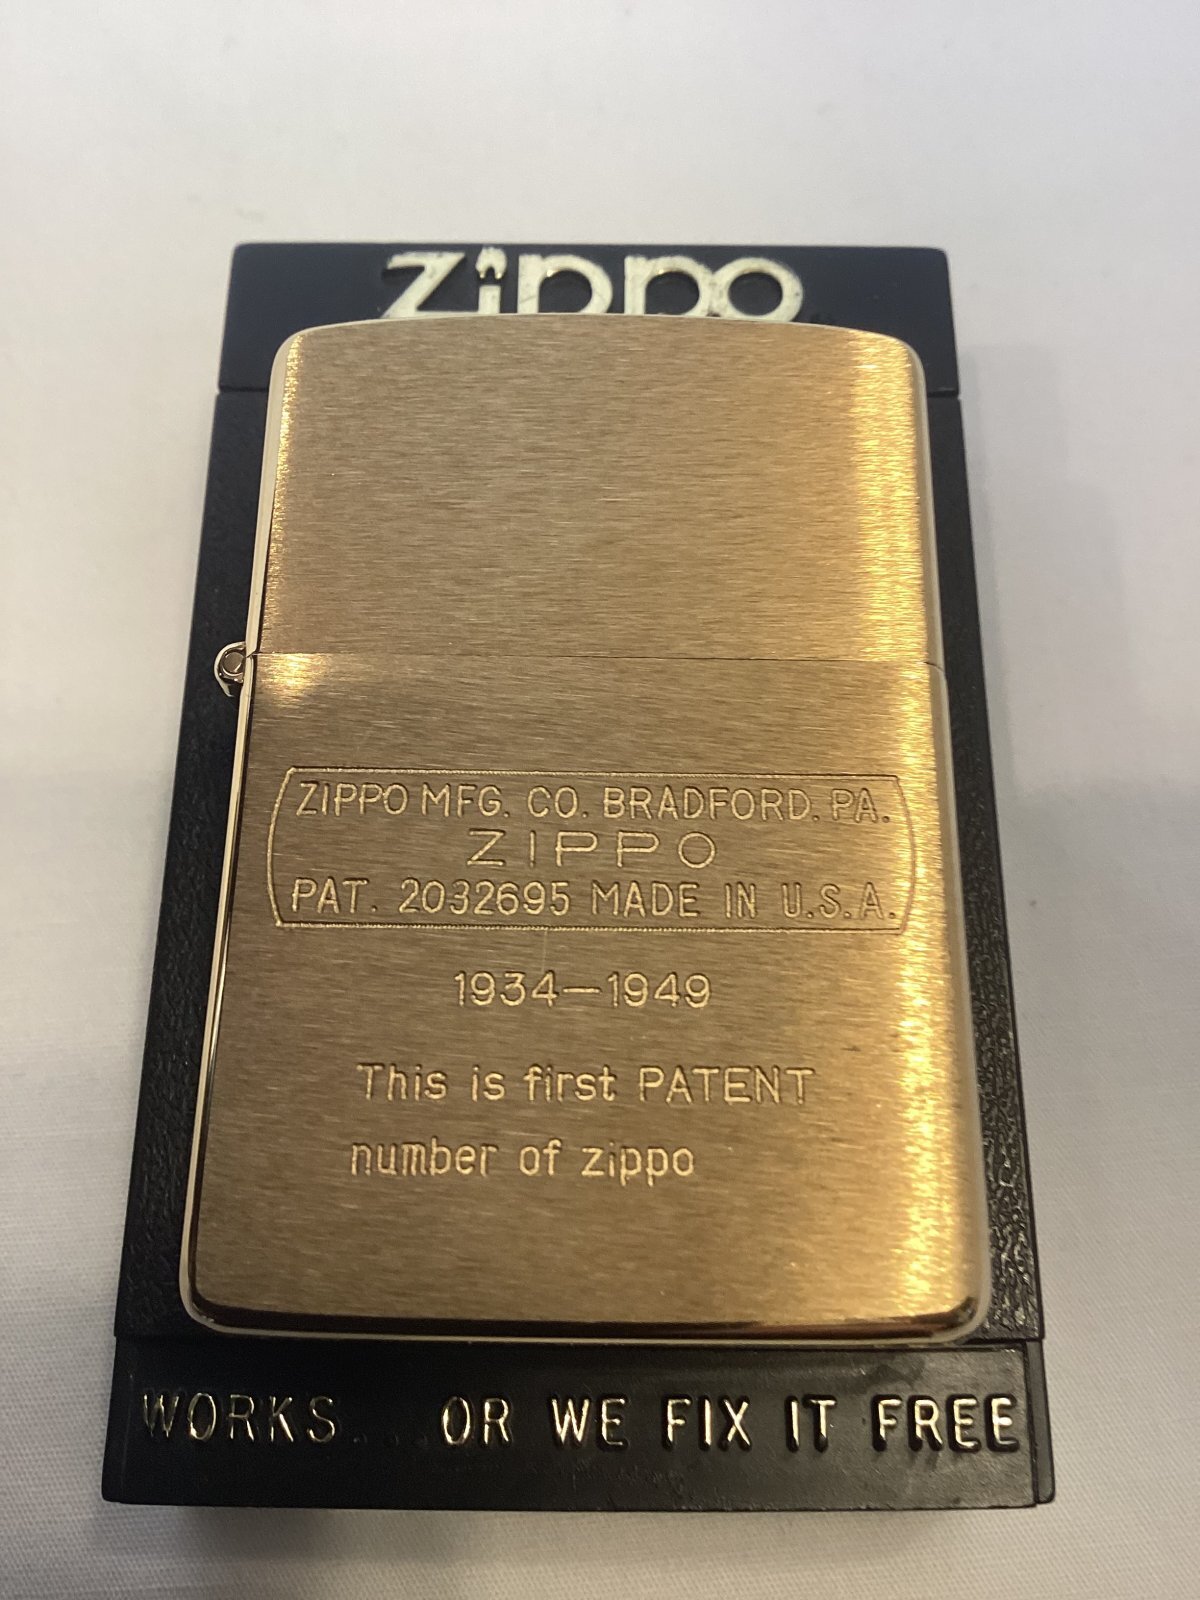 Zippo
ZIPPO MFG. CO. BRADFORD. PA.
ZIPPO
PAT. 2032695 MADE IN U.S.A.
1934—1949
This is first PATENT
number of zippo
WORKS... OR WE FIX IT FREE